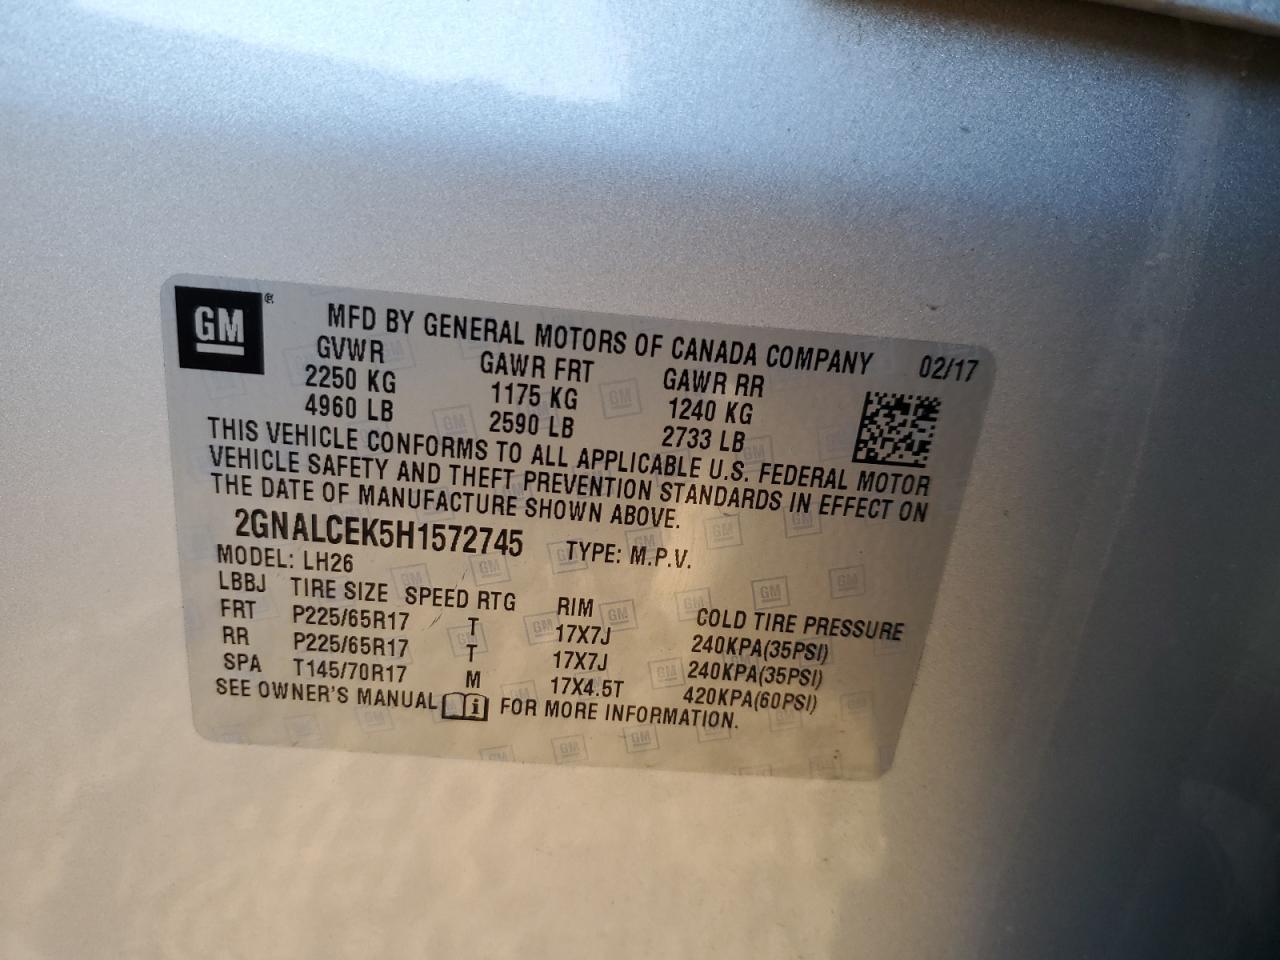 GM ®
MFD BY GENERAL MOTORS OF CANADA COMPANY 02/17
GVWR GAWR FRT GAWR RR
2250 KG 1175 KG 1240 KG
4960 LB 2590 LB 2733 LB
THIS VEHICLE CONFORMS TO ALL APPLICABLE U.S. FEDERAL MOTOR
VEHICLE SAFETY AND THEFT PREVENTION STANDARDS IN EFFECT ON
THE DATE OF MANUFACTURE SHOWN ABOVE.
2GNALCEK5H1572745 TYPE: M.P.V.
MODEL: LH26
LBBJ TIRE SIZE SPEED RTG RIM COLD TIRE PRESSURE
FRT P225/65R17 T 17X7J 240KPA(35PSI)
RR P225/65R17 T 17X7J 240KPA(35PSI)
SPA T145/70R17 M 17X4.5T 420KPA(60PSI)
SEE OWNER'S MANUAL i FOR MORE INFORMATION.